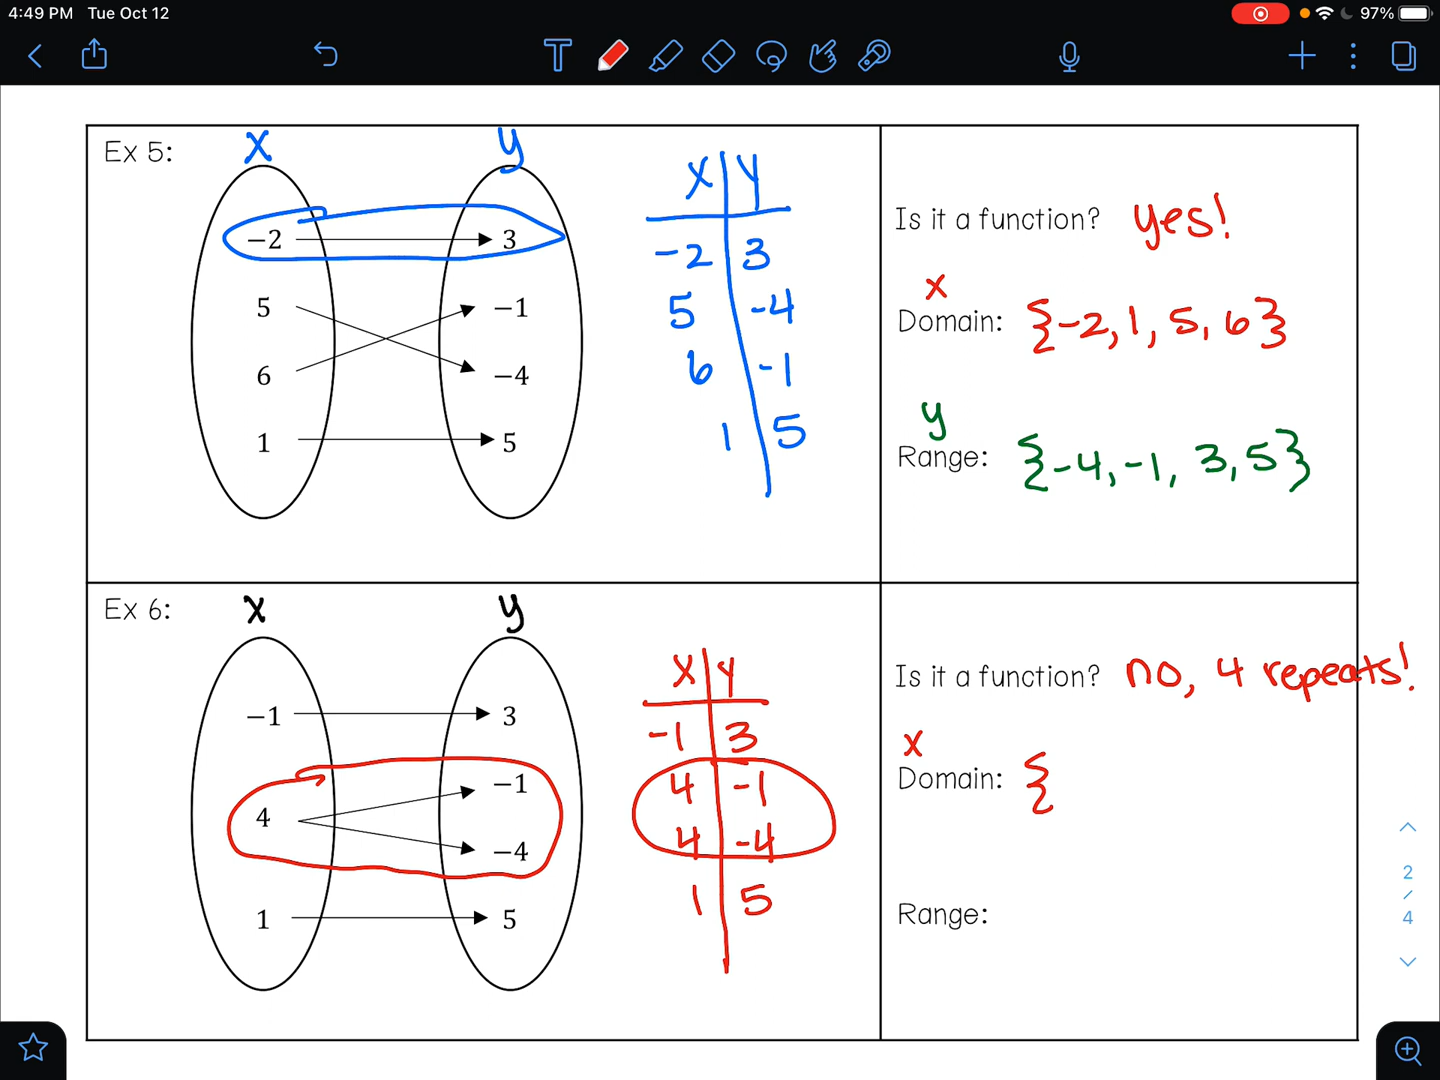 4:49 PM Tue Oct 12
97%
Ex 5:
x y
−2 3
5 −1
6 −4
1 5
x y
-2 3
5 -4
6 -1
1 5
Is it a function? yes!
x
Domain: {-2, 1, 5, 6}
y
Range: {-4, -1, 3, 5}
Ex 6:
x y
−1 3
4 −1
−4
1 5
x y
-1 3
4 -1
4 -4
1 5
Is it a function? no, 4 repeats!
x
Domain: {
Range:
2
/
4